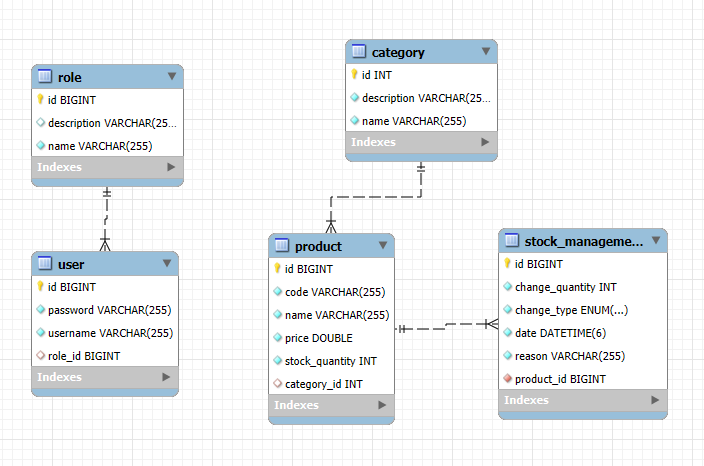 role
id BIGINT
description VARCHAR(25...
name VARCHAR(255)
Indexes
category
id INT
description VARCHAR(25...
name VARCHAR(255)
Indexes
user
id BIGINT
password VARCHAR(255)
username VARCHAR(255)
role_id BIGINT
Indexes
product
id BIGINT
code VARCHAR(255)
name VARCHAR(255)
price DOUBLE
stock_quantity INT
category_id INT
Indexes
stock_manageme...
id BIGINT
change_quantity INT
change_type ENUM(...)
date DATETIME(6)
reason VARCHAR(255)
product_id BIGINT
Indexes